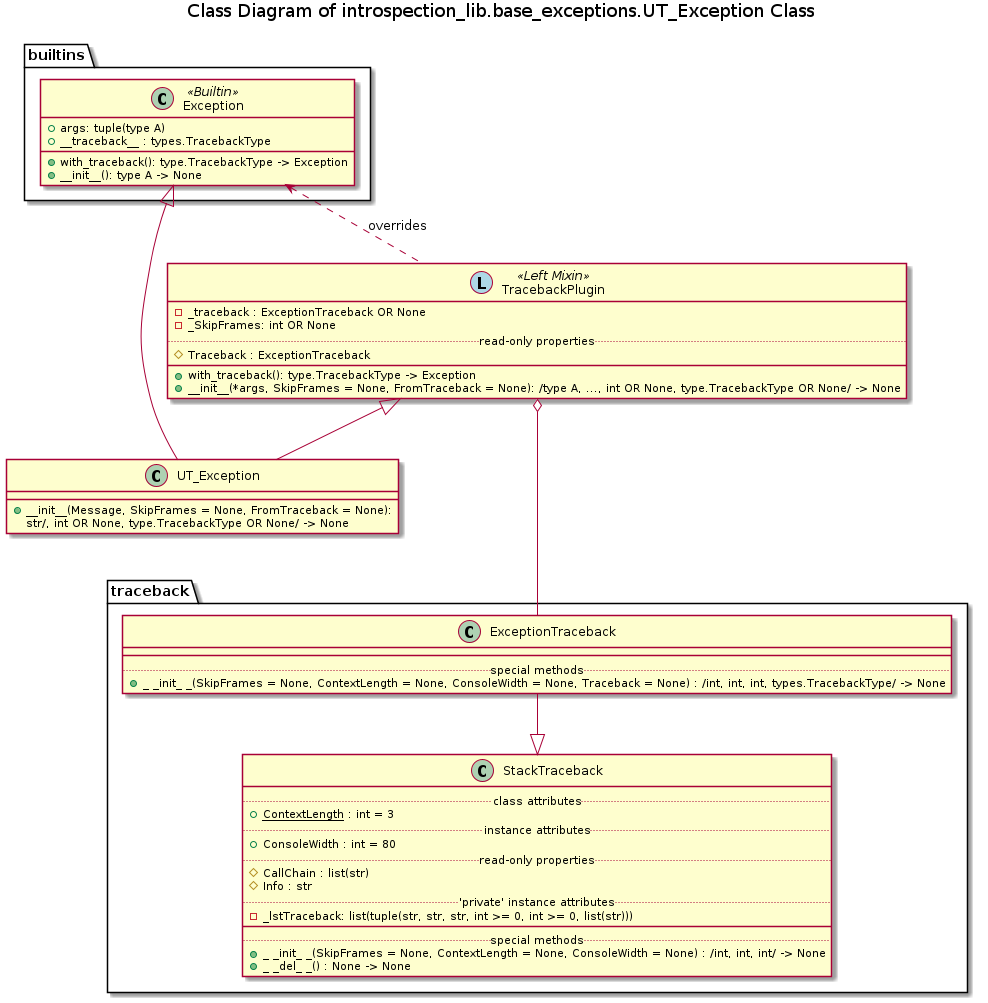 Class Diagram of introspection_lib.base_exceptions.UT_Exception Class
builtins
C
«Builtin»
Exception
args: tuple(type A)
__traceback__ : types.TracebackType
with_traceback(): type.TracebackType -> Exception
__init__(): type A -> None
overrides
L
«Left Mixin»
TracebackPlugin
_traceback : ExceptionTraceback OR None
_SkipFrames: int OR None
read-only properties
Traceback : ExceptionTraceback
with_traceback(): type.TracebackType -> Exception
__init__(*args, SkipFrames = None, FromTraceback = None): /type A, ..., int OR None, type.TracebackType OR None/ -> None
C UT_Exception
__init__(Message, SkipFrames = None, FromTraceback = None):
str/, int OR None, type.TracebackType OR None/ -> None
traceback
C ExceptionTraceback
special methods
_ _init_ _(SkipFrames = None, ContextLength = None, ConsoleWidth = None, Traceback = None) : /int, int, int, types.TracebackType/ -> None
C StackTraceback
class attributes
ContextLength : int = 3
instance attributes
ConsoleWidth : int = 80
read-only properties
CallChain : list(str)
Info : str
'private' instance attributes
_lstTraceback: list(tuple(str, str, str, int >= 0, int >= 0, list(str)))
special methods
_ _init_ _(SkipFrames = None, ContextLength = None, ConsoleWidth = None) : /int, int, int/ -> None
_ _del_ _() : None -> None